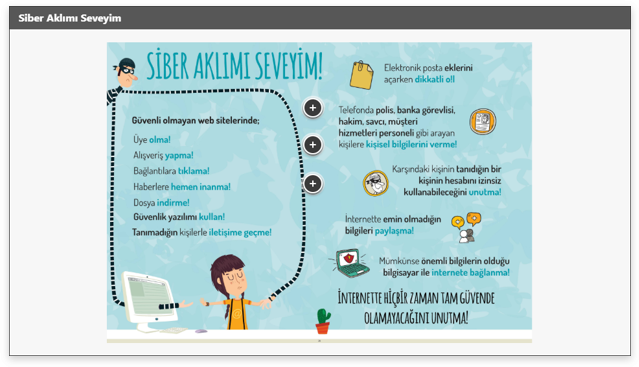 Siber Aklımı Seveyim
SİBER AKLIMI SEVEYİM!
Güvenli olmayan web sitelerinde;
Üye olma!
Alışveriş yapma!
Bağlantılara tıklama!
Haberlere hemen inanma!
Dosya indirme!
Güvenlik yazılımı kullan!
Tanımadığın kişilerle iletişime geçme!
Elektronik posta eklerini
açarken dikkatli ol!
Telefonda polis, banka görevlisi,
hakim, savcı, müşteri
hizmetleri personeli gibi arayan
kişilere kişisel bilgilerini verme!
Karşındaki kişinin tanıdığın bir
kişinin hesabını izinsiz
kullanabileceğini unutma!
İnternette emin olmadığın
bilgileri paylaşma!
Mümkünse önemli bilgilerin olduğu
bilgisayar ile internete bağlanma!
İNTERNETTE HİÇBİR ZAMAN TAM GÜVENDE
OLAMAYACAĞINI UNUTMA!